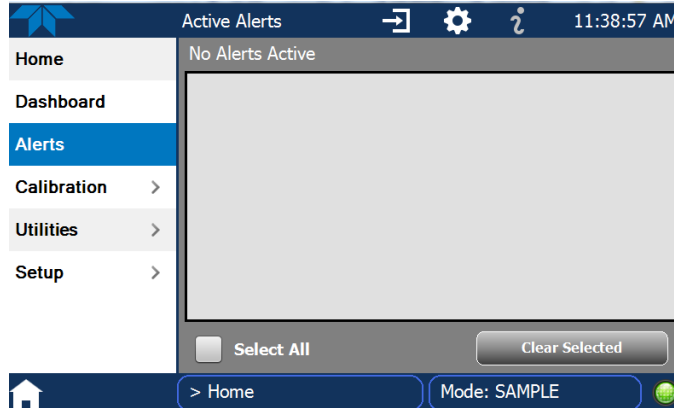 Active Alerts
11:38:57 AM
Home
No Alerts Active
Dashboard
Alerts
Calibration
Utilities
Setup
Select All
Clear Selected
> Home
Mode: SAMPLE